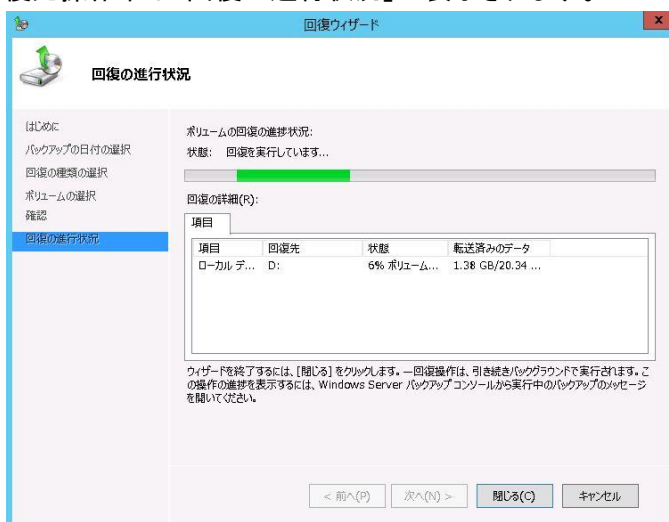 回復ウィザード
x
回復の進行状況
はじめに
バックアップの日付の選択
回復の種類の選択
ボリュームの選択
確認
回復の進行状況
ボリュームの回復の進捗状況:
状態: 回復を実行しています...
回復の詳細(R):
項目
項目 回復先 状態 転送済みのデータ
ローカル デ... D: 6% ボリューム... 1.38 GB/20.34 ...
ウィザードを終了するには、[閉じる] をクリックします。―回復操作は、引き続きバックグラウンドで実行されます。こ
の操作の進捗を表示するには、Windows Server バックアップ コンソールから実行中のバックアップのメッセージ
を開いてください。
< 前へ(P) 次へ(N) > 閉じる(C) キャンセル